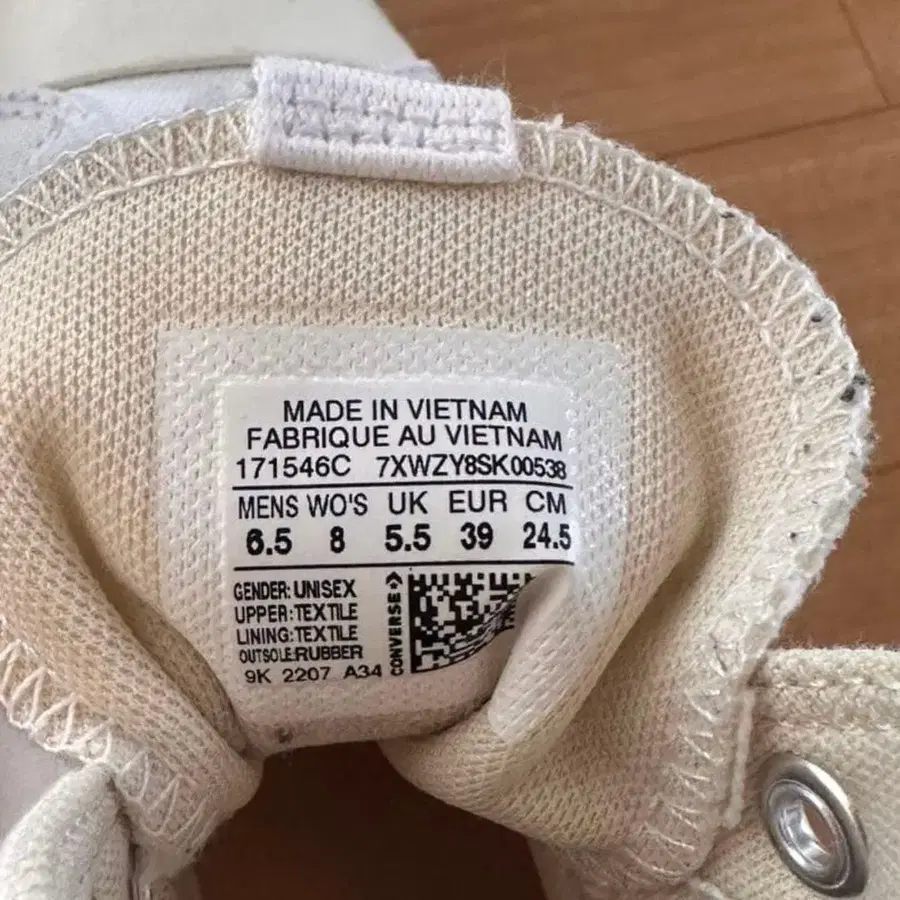 MADE IN VIETNAM
FABRIQUE AU VIETNAM
171546C 7XWZY8SK00538
MENS WO'S UK EUR CM
6.5 8 5.5 39 24.5
GENDER: UNISEX
UPPER: TEXTILE
LINING: TEXTILE
OUTSOLE:RUBBER
9K 2207 A34
CONVERSE